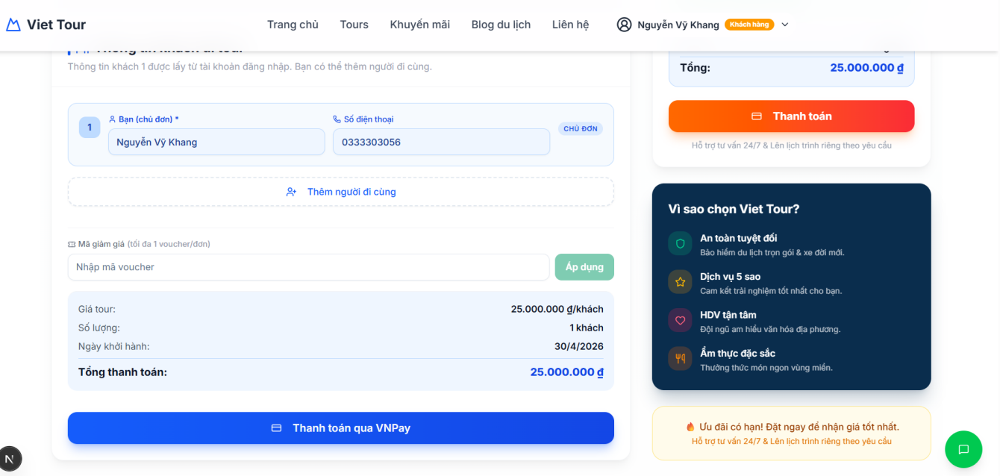 Viet Tour
Trang chủ
Tours
Khuyến mãi
Blog du lịch
Liên hệ
Nguyễn Vỹ Khang
Khách hàng
Thông tin khách đi tour
Thông tin khách 1 được lấy từ tài khoản đăng nhập. Bạn có thể thêm người đi cùng.
1
Bạn (chủ đơn) *
Nguyễn Vỹ Khang
Số điện thoại
0333303056
CHỦ ĐƠN
Thêm người đi cùng
Mã giảm giá (tối đa 1 voucher/đơn)
Nhập mã voucher
Áp dụng
Giá tour: 25.000.000 ₫/khách
Số lượng: 1 khách
Ngày khởi hành: 30/4/2026
Tổng thanh toán: 25.000.000 ₫
Thanh toán qua VNPay
Tổng: 25.000.000 ₫
Thanh toán
Hỗ trợ tư vấn 24/7 & Lên lịch trình riêng theo yêu cầu
Vì sao chọn Viet Tour?
An toàn tuyệt đối
Bảo hiểm du lịch trọn gói & xe đời mới.
Dịch vụ 5 sao
Cam kết trải nghiệm tốt nhất cho bạn.
HDV tận tâm
Đội ngũ am hiểu văn hóa địa phương.
Ẩm thực đặc sắc
Thưởng thức món ngon vùng miền.
🔥 Ưu đãi có hạn! Đặt ngay để nhận giá tốt nhất.
Hỗ trợ tư vấn 24/7 & Lên lịch trình riêng theo yêu cầu
N